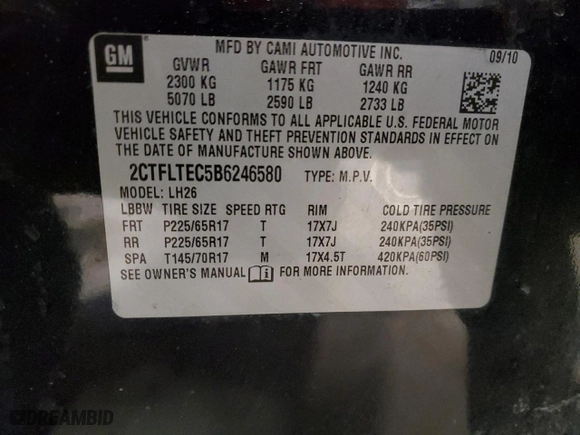 GM
MFD BY CAMI AUTOMOTIVE INC.
09/10
GVWR GAWR FRT GAWR RR
2300 KG 1175 KG 1240 KG
5070 LB 2590 LB 2733 LB
THIS VEHICLE CONFORMS TO ALL APPLICABLE U.S. FEDERAL MOTOR
VEHICLE SAFETY AND THEFT PREVENTION STANDARDS IN EFFECT ON
THE DATE OF MANUFACTURE SHOWN ABOVE.
2CTFLTEC5B6246580 TYPE: M.P.V.
MODEL: LH26
LBBW TIRE SIZE SPEED RTG RIM COLD TIRE PRESSURE
FRT P225/65R17 T 17X7J 240KPA(35PSI)
RR P225/65R17 T 17X7J 240KPA(35PSI)
SPA T145/70R17 M 17X4.5T 420KPA(60PSI)
SEE OWNER'S MANUAL FOR MORE INFORMATION.
DREAMBID